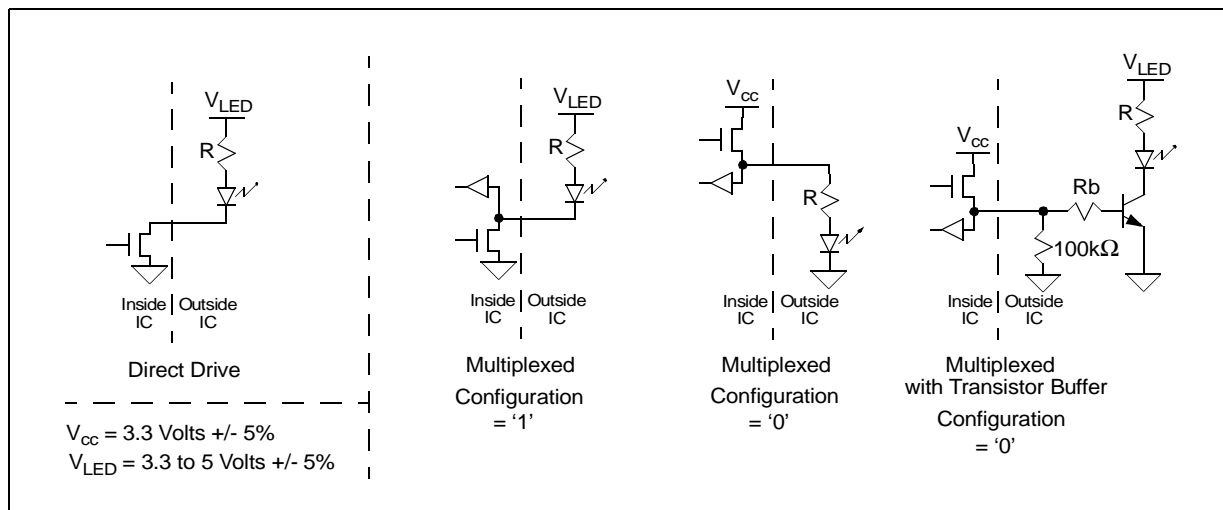 V_LED
R
Inside IC
Outside IC
Direct Drive
V_cc = 3.3 Volts +/- 5%
V_LED = 3.3 to 5 Volts +/- 5%
V_LED
R
Inside IC
Outside IC
Multiplexed
Configuration
= ‘1’
V_cc
R
Inside IC
Outside IC
Multiplexed
Configuration
= ‘0’
V_LED
R
V_cc
Rb
100kΩ
Inside IC
Outside IC
Multiplexed
with Transistor Buffer
Configuration
= ‘0’